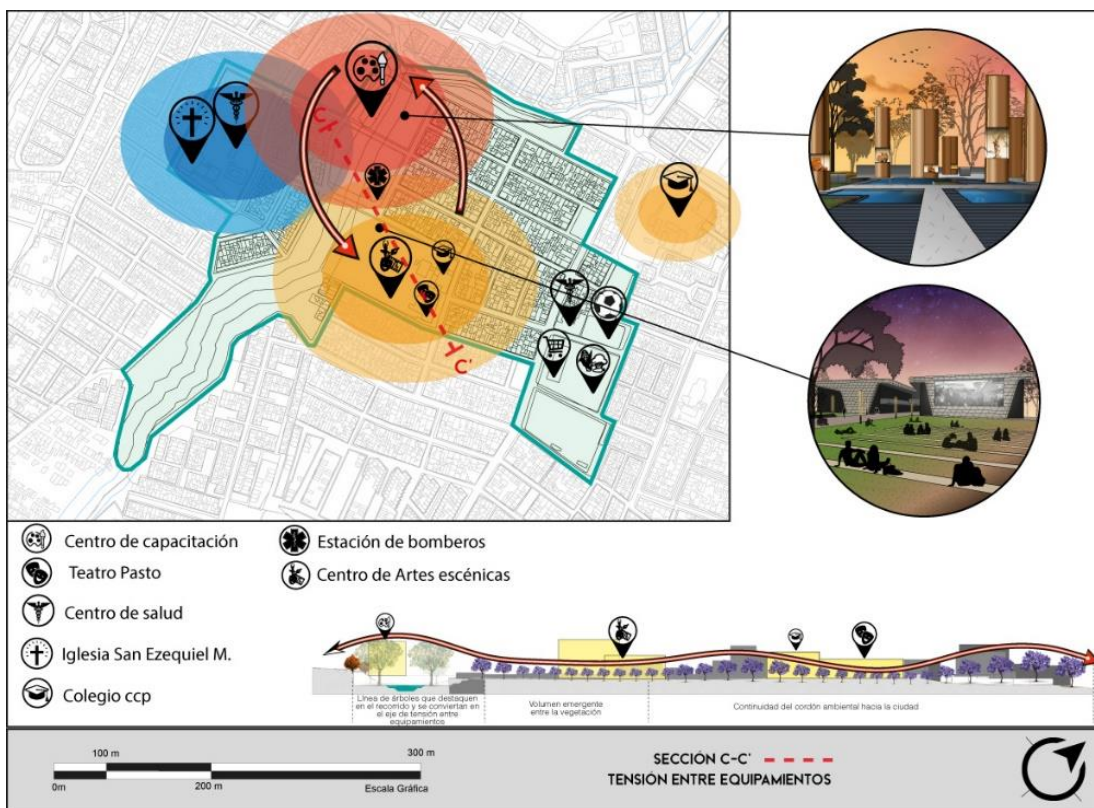 C
C'
Centro de capacitación
Teatro Pasto
Centro de salud
Iglesia San Ezequiel M.
Colegio ccp
Estación de bomberos
Centro de Artes escénicas
Línea de árboles que destaquen
en el recorrido y se conviertan en
el eje de tensión entre
equipamientos
Volumen emergente
entre la vegetación
Continuidad del cordón ambiental hacia la ciudad
100 m
300 m
0m
200 m
Escala Gráfica
SECCIÓN C-C'
TENSIÓN ENTRE EQUIPAMIENTOS